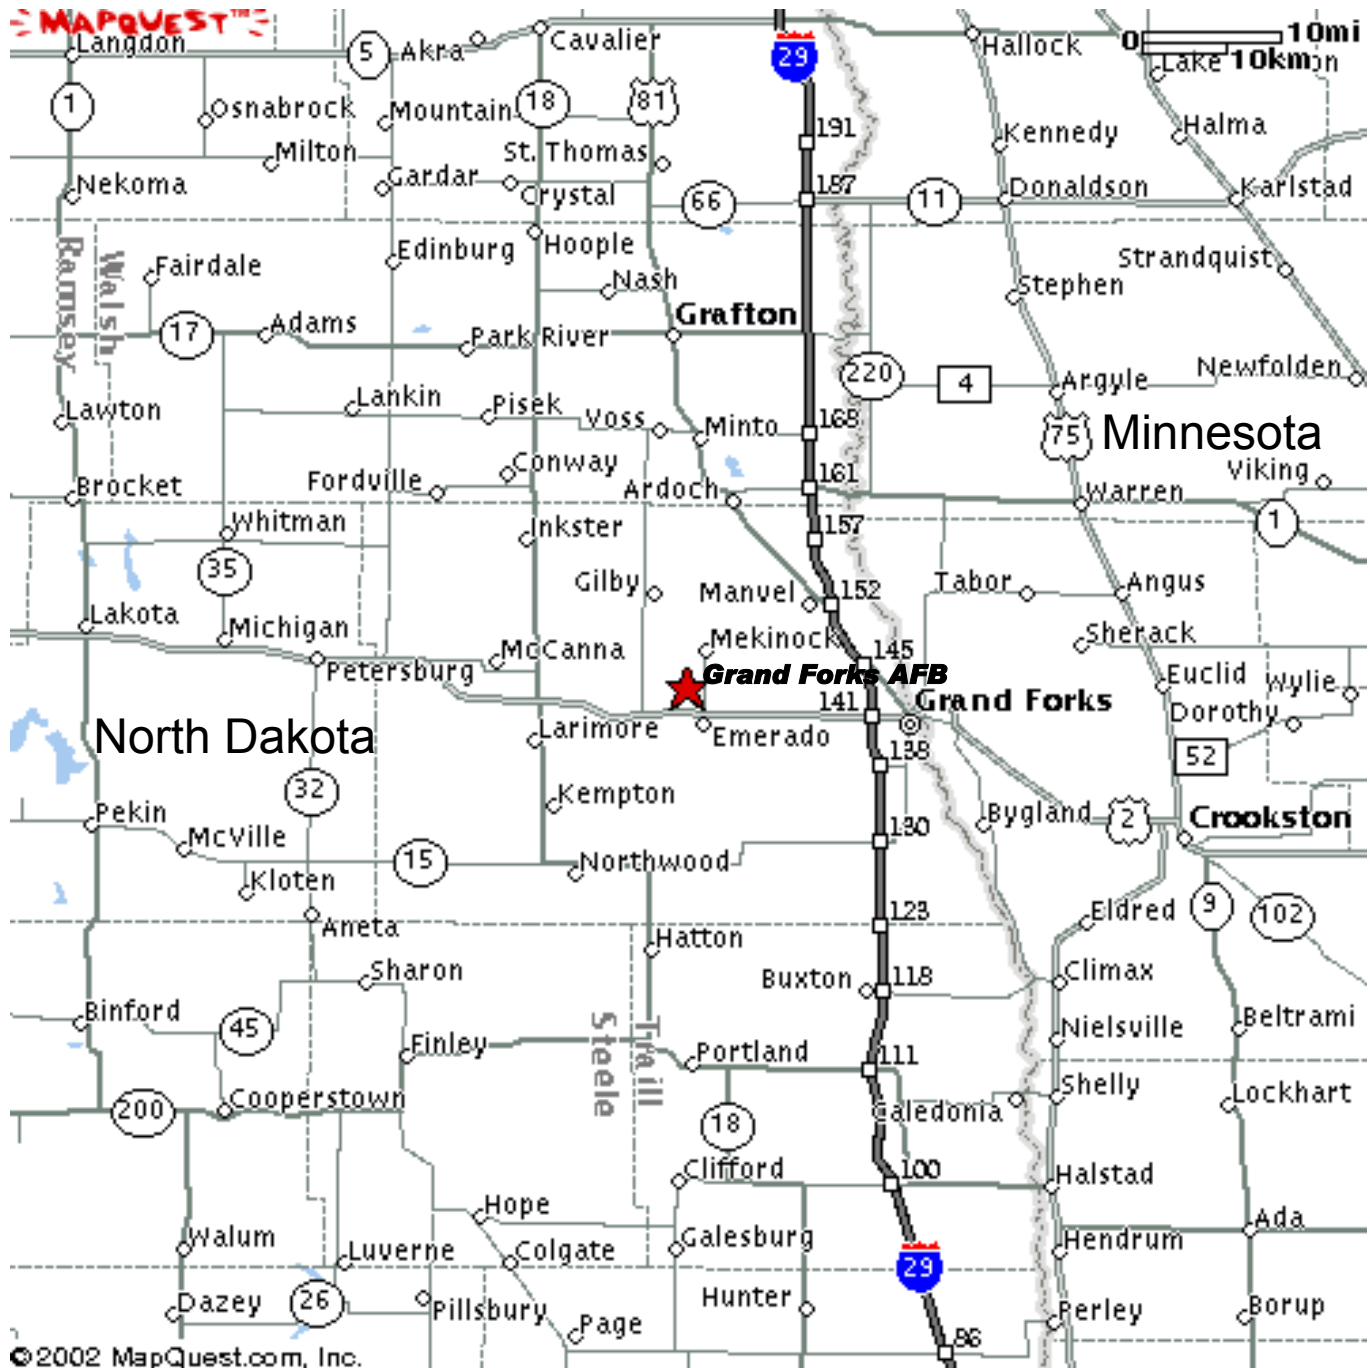 MAPQUEST™
Langdon
5
Akra
Cavalier
29
Hallock
0
10mi
10km
Lake
1
Osnabrock
Mountain
18
81
191
Kennedy
Halma
Milton
St. Thomas
Nekoma
Gardar
Crystal
66
187
11
Donaldson
Karlstad
Ramsey
Walsh
Fairdale
Edinburg
Hoople
Nash
Strandquist
Stephen
Grafton
17
Adams
Park River
220
4
Argyle
Newfolden
Lawton
Lankin
Pisek
Voss
Minto
168
75
Minnesota
Viking
Brocket
Fordville
Conway
Ardoch
161
Warren
Whitman
Inkster
157
1
35
Gilby
Manvel
152
Tabor
Angus
Lakota
Michigan
McCanna
Mekinock
145
Sherack
Petersburg
Grand Forks AFB
Euclid
Wylie
141
Grand Forks
Dorothy
North Dakota
Larimore
Emerado
138
52
32
Kempton
Pekin
McVille
Bygland
2
Crookston
15
Northwood
130
Kloten
Aneta
123
Eldred
9
102
Hatton
Sharon
Buxton
118
Climax
Binford
45
Finley
Steele
Traill
Portland
111
Nielsville
Beltrami
200
Cooperstown
18
Caledonia
Shelly
Lockhart
Clifford
100
Halstad
Hope
Walum
Luverne
Colgate
Galesburg
29
Hendrum
Ada
Dazey
26
Pillsbury
Page
Hunter
86
Perley
Borup
©2002 MapQuest.com, Inc.